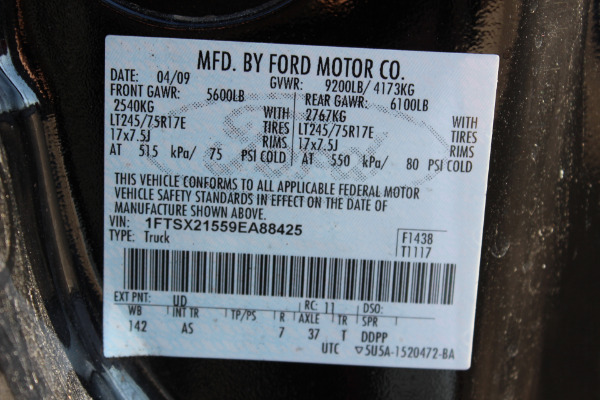 MFD. BY FORD MOTOR CO.
DATE: 04/09 GVWR: 9200LB/ 4173KG
FRONT GAWR: 5600LB REAR GAWR: 6100LB
2540KG WITH 2767KG WITH
LT245/75R17E TIRES LT245/75R17E TIRES
17x7.5J RIMS 17x7.5J RIMS
AT 515 kPa/ 75 PSI COLD AT 550 kPa/ 80 PSI COLD
THIS VEHICLE CONFORMS TO ALL APPLICABLE FEDERAL MOTOR
VEHICLE SAFETY STANDARDS IN EFFECT ON THE DATE OF
MANUFACTURE SHOWN ABOVE.
VIN: 1FTSX21559EA88425 F1438
TYPE: Truck T1117
EXT PNT: UD RC: 11 DSO:
WB INT TR TP/PS R AXLE TR SPR
142 AS 7 37 T DDPP
UTC ▽5U5A-1520472-BA
Ford